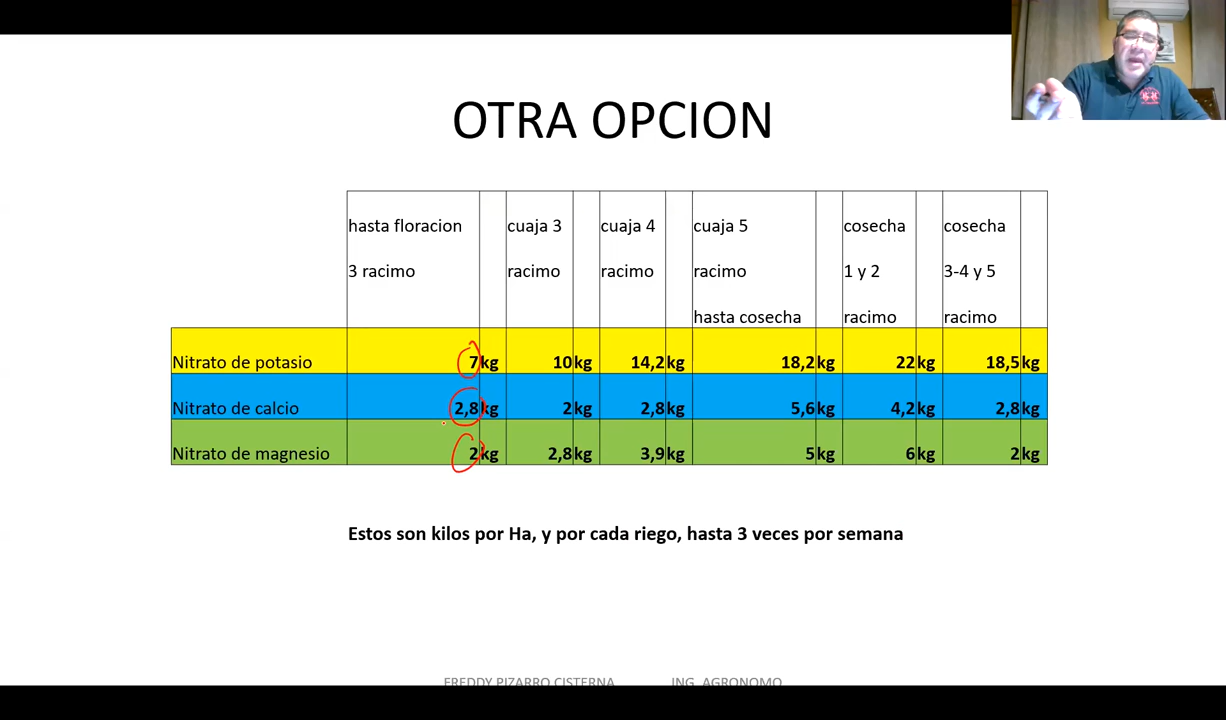 OTRA OPCION
hasta floracion 3 racimo | cuaja 3 racimo | cuaja 4 racimo | cuaja 5 racimo hasta cosecha | cosecha 1 y 2 racimo | cosecha 3-4 y 5 racimo
Nitrato de potasio 7 kg 10 kg 14,2 kg 18,2 kg 22 kg 18,5 kg
Nitrato de calcio 2,8 kg 2 kg 2,8 kg 5,6 kg 4,2 kg 2,8 kg
Nitrato de magnesio 2 kg 2,8 kg 3,9 kg 5 kg 6 kg 2 kg
Estos son kilos por Ha, y por cada riego, hasta 3 veces por semana
FREDDY PIZARRO CISTERNA ING. AGRONOMO